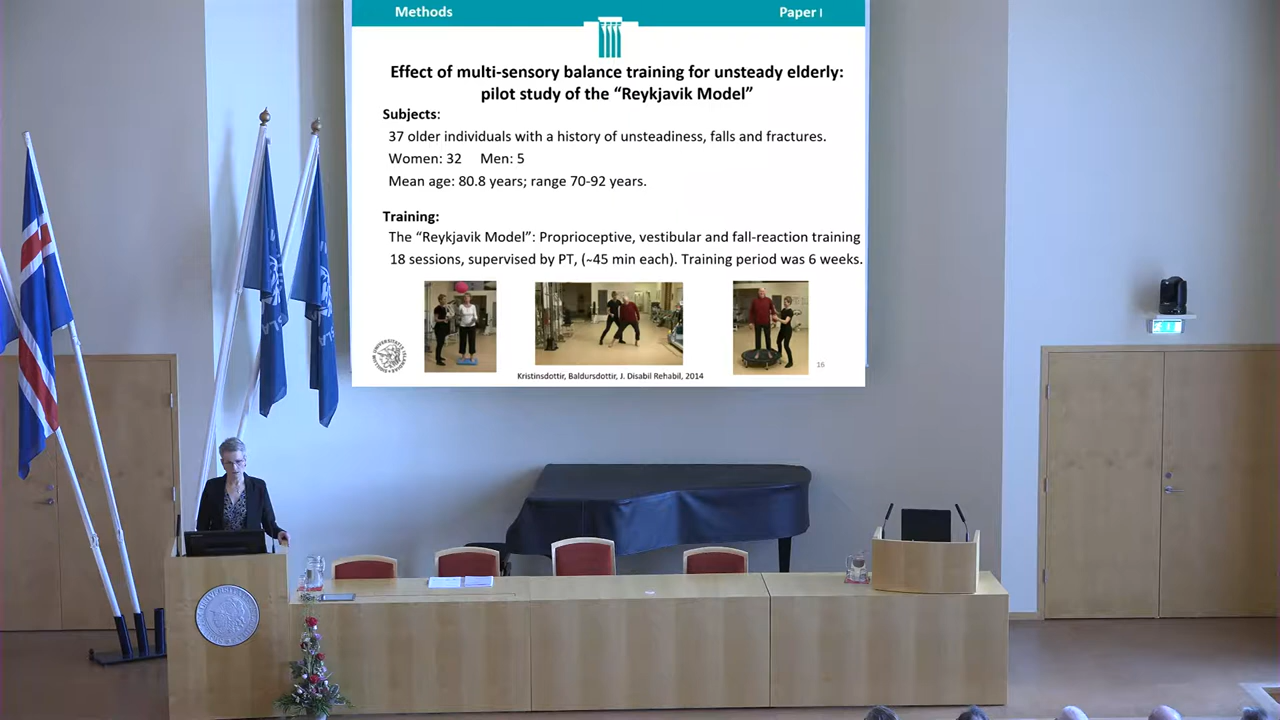 Methods
Paper I
Effect of multi-sensory balance training for unsteady elderly:
pilot study of the “Reykjavik Model”
Subjects:
37 older individuals with a history of unsteadiness, falls and fractures.
Women: 32 Men: 5
Mean age: 80.8 years; range 70-92 years.
Training:
The “Reykjavik Model”: Proprioceptive, vestibular and fall-reaction training
18 sessions, supervised by PT, (~45 min each). Training period was 6 weeks.
Kristinsdottir, Baldursdottir, J. Disabil Rehabil, 2014
16